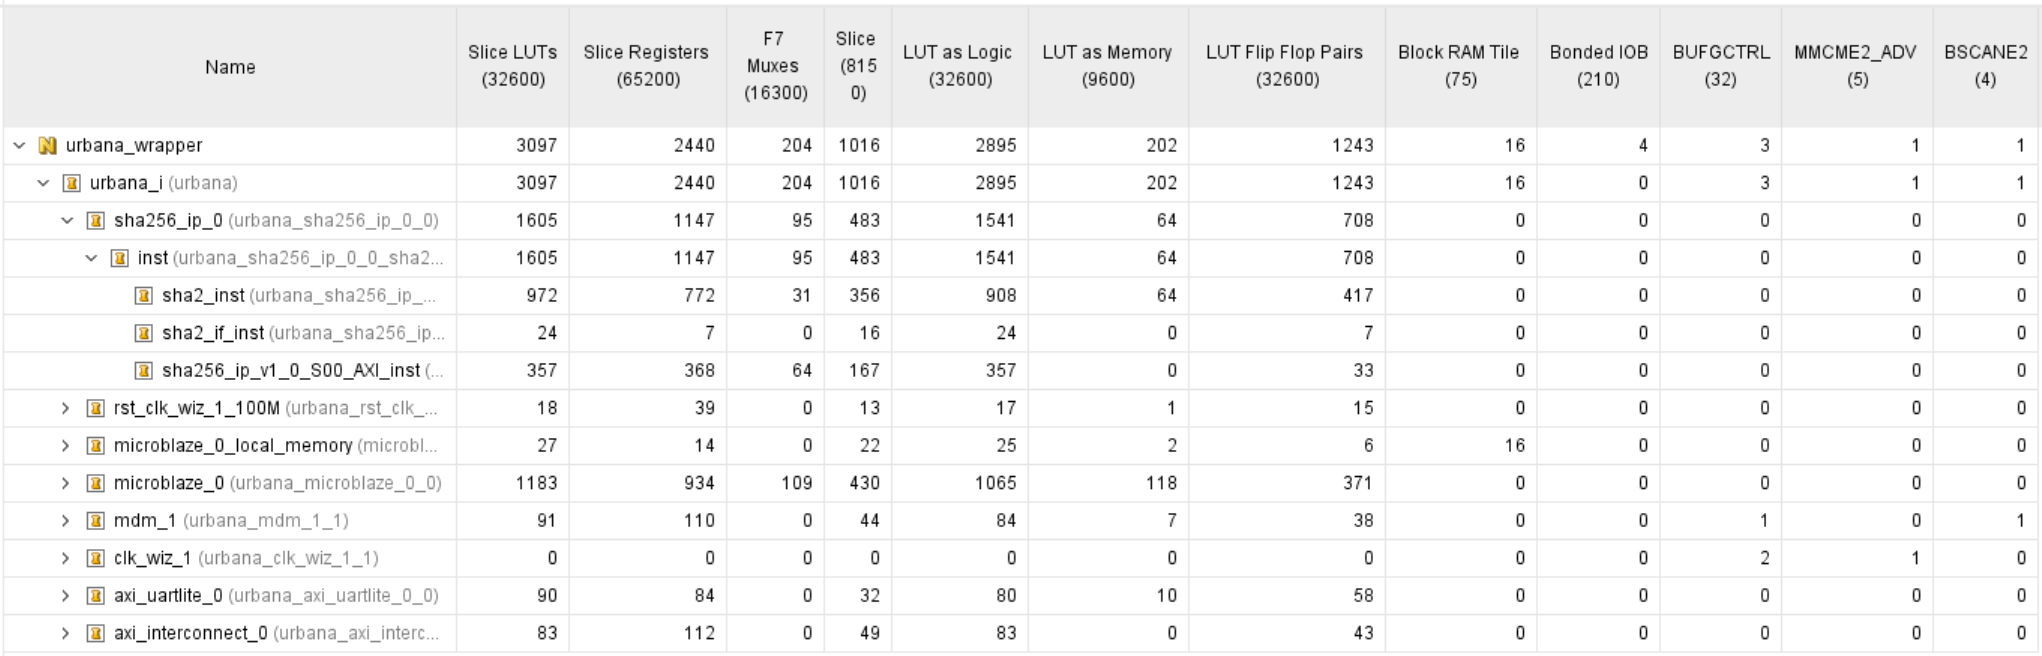 Name Slice LUTs (32600) Slice Registers (65200) F7 Muxes (16300) Slice (815 0) LUT as Logic (32600) LUT as Memory (9600) LUT Flip Flop Pairs (32600) Block RAM Tile (75) Bonded IOB (210) BUFGCTRL (32) MMCME2_ADV (5) BSCANE2 (4)
N urbana_wrapper 3097 2440 204 1016 2895 202 1243 16 4 3 1 1
urbana_i (urbana) 3097 2440 204 1016 2895 202 1243 16 0 3 1 1
sha256_ip_0 (urbana_sha256_ip_0_0) 1605 1147 95 483 1541 64 708 0 0 0 0 0
inst (urbana_sha256_ip_0_0_sha2... 1605 1147 95 483 1541 64 708 0 0 0 0 0
sha2_inst (urbana_sha256_ip_... 972 772 31 356 908 64 417 0 0 0 0 0
sha2_if_inst (urbana_sha256_ip... 24 7 0 16 24 0 7 0 0 0 0 0
sha256_ip_v1_0_S00_AXI_inst (... 357 368 64 167 357 0 33 0 0 0 0 0
rst_clk_wiz_1_100M (urbana_rst_clk_... 18 39 0 13 17 1 15 0 0 0 0 0
microblaze_0_local_memory (microbl... 27 14 0 22 25 2 6 16 0 0 0 0
microblaze_0 (urbana_microblaze_0_0) 1183 934 109 430 1065 118 371 0 0 0 0 0
mdm_1 (urbana_mdm_1_1) 91 110 0 44 84 7 38 0 0 1 0 1
clk_wiz_1 (urbana_clk_wiz_1_1) 0 0 0 0 0 0 0 0 0 2 1 0
axi_uartlite_0 (urbana_axi_uartlite_0_0) 90 84 0 32 80 10 58 0 0 0 0 0
axi_interconnect_0 (urbana_axi_interc... 83 112 0 49 83 0 43 0 0 0 0 0